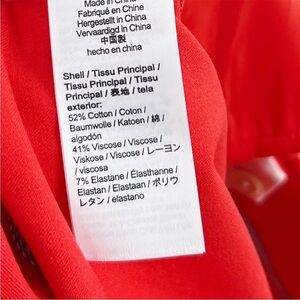 Made in China
Fabriqué en China
Hergestellt in China
Vervaardigd in China
中国製
hecho en china
Shell / Tissu Principal /
Tissu Principal / Tissu
Principal / 表地 / tela
exterior:
52% Cotton / Coton /
Baumwolle / Katoen / 綿 /
algodón
41% Viscose / Viscose /
Viskose / Viscose / レーヨン
/ viscosa
7% Elastane / Élasthanne /
Elastan / Elastaan / ポリウ
レタン / elastano